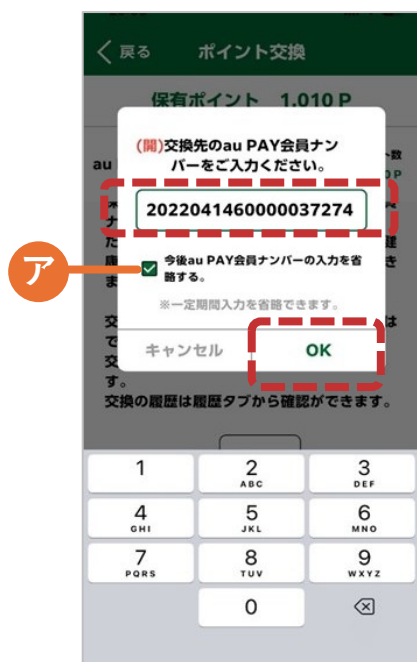 戻る ポイント交換
保有ポイント 1,010 P
(開)交換先のau PAY会員ナン
バーをご入力ください。
au
数
P
20220414600000037274
ア
今後au PAY会員ナンバーの入力を省
略する。
※一定期間入力を省略できます。
キャンセル OK
す。
交換の履歴は履歴タブから確認ができます。
1 2 3
ABC DEF
4 5 6
GHI JKL MNO
7 8 9
PQRS TUV WXYZ
0